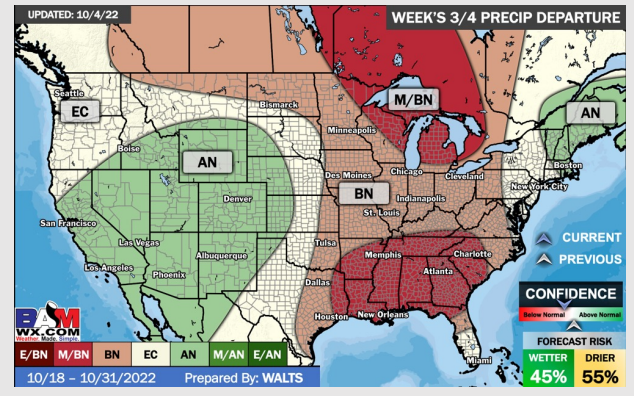 UPDATED: 10/4/22
WEEK'S 3/4 PRECIP DEPARTURE
Seattle
EC
Bismarck
M/BN
AN
Minneapolis
Boise
AN
Boston
Des Moines
Chicago
Cleveland
New York City
Denver
BN
Indianapolis
St. Louis
San Francisco
CURRENT
Las Vegas
Tulsa
Memphis
Charlotte
PREVIOUS
Los Angeles
Albuquerque
Phoenix
Atlanta
Dallas
CONFIDENCE
Below Normal
Above Normal
Houston
New Orleans
BAM
WX.COM
Weather. Made. Simple.
FORECAST RISK
E/BN
M/BN
BN
EC
AN
M/AN
E/AN
Miami
WETTER
DRIER
45%
55%
10/18 – 10/31/2022
Prepared By: WALTS